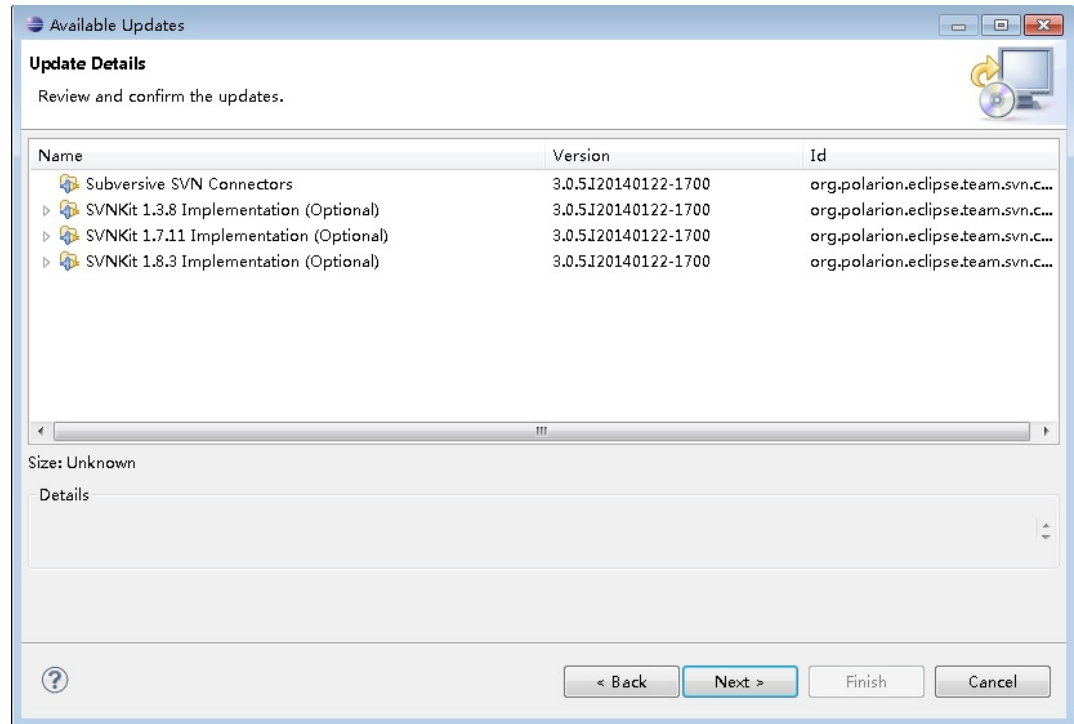 Available Updates
Update Details
Review and confirm the updates.
Name Version Id
Subversive SVN Connectors 3.0.5.I20140122-1700 org.polarion.eclipse.team.svn.c...
SVNKit 1.3.8 Implementation (Optional) 3.0.5.I20140122-1700 org.polarion.eclipse.team.svn.c...
SVNKit 1.7.11 Implementation (Optional) 3.0.5.I20140122-1700 org.polarion.eclipse.team.svn.c...
SVNKit 1.8.3 Implementation (Optional) 3.0.5.I20140122-1700 org.polarion.eclipse.team.svn.c...
Size: Unknown
Details
? < Back Next > Finish Cancel